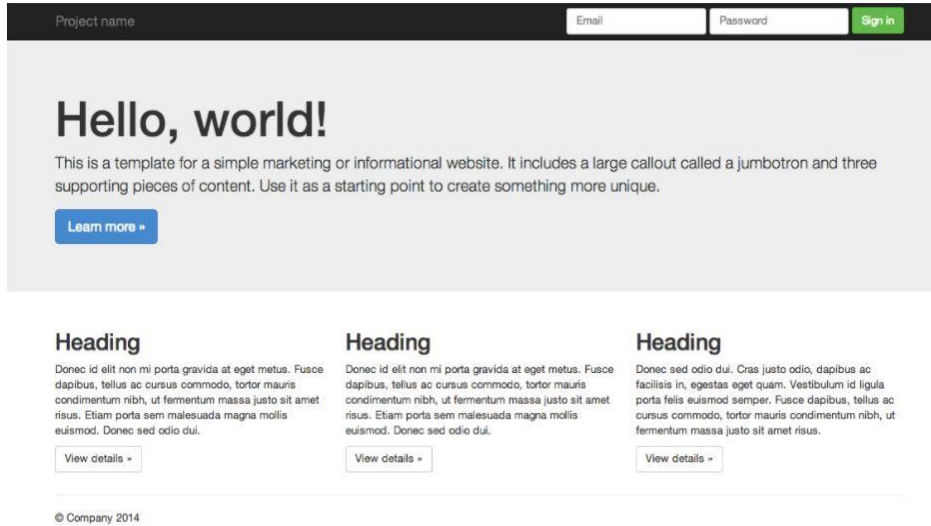 Project name
Email
Password
Sign in
Hello, world!
This is a template for a simple marketing or informational website. It includes a large callout called a jumbotron and three
supporting pieces of content. Use it as a starting point to create something more unique.
Learn more »
Heading
Donec id elit non mi porta gravida at eget metus. Fusce
dapibus, tellus ac cursus commodo, tortor mauris
condimentum nibh, ut fermentum massa justo sit amet
risus. Etiam porta sem malesuada magna mollis
euismod. Donec sed odio dui.
View details »
Heading
Donec id elit non mi porta gravida at eget metus. Fusce
dapibus, tellus ac cursus commodo, tortor mauris
condimentum nibh, ut fermentum massa justo sit amet
risus. Etiam porta sem malesuada magna mollis
euismod. Donec sed odio dui.
View details »
Heading
Donec sed odio dui. Cras justo odio, dapibus ac
facilisis in, egestas eget quam. Vestibulum id ligula
porta felis euismod semper. Fusce dapibus, tellus ac
cursus commodo, tortor mauris condimentum nibh, ut
fermentum massa justo sit amet risus.
View details »
© Company 2014